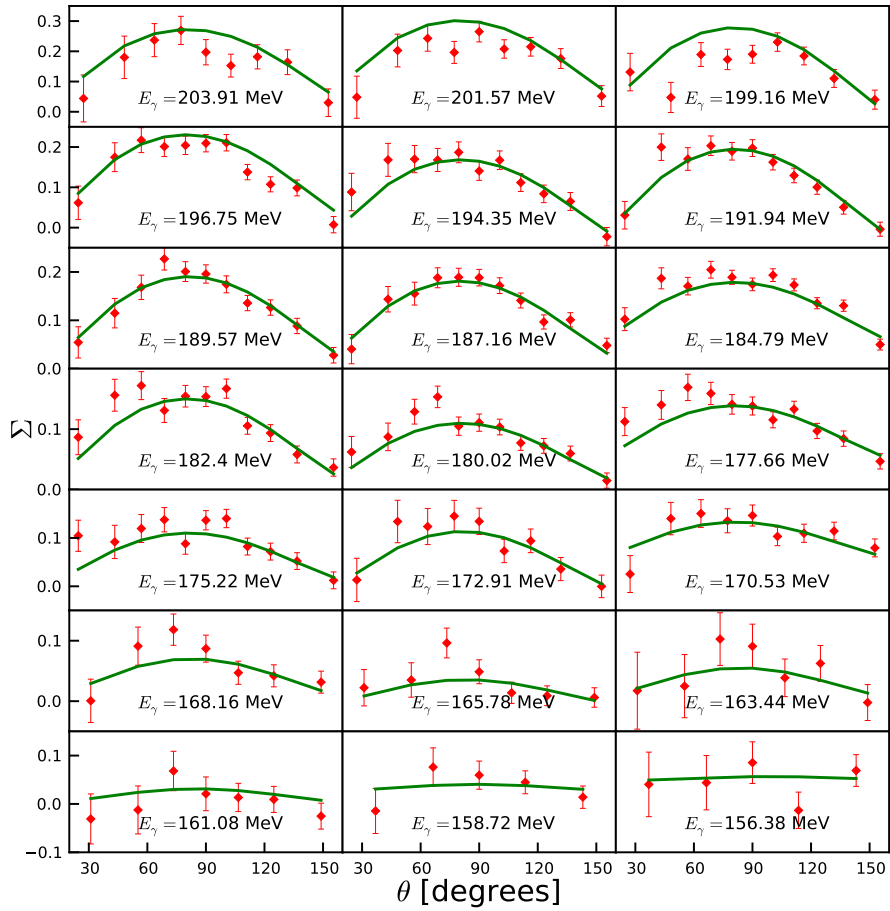 0.3
0.2
0.1
0.0
E_γ =203.91 MeV
E_γ =201.57 MeV
E_γ =199.16 MeV
0.2
0.1
0.0
E_γ =196.75 MeV
E_γ =194.35 MeV
E_γ =191.94 MeV
0.2
0.1
0.0
E_γ =189.57 MeV
E_γ =187.16 MeV
E_γ =184.79 MeV
Σ
0.1
0.0
E_γ =182.4 MeV
E_γ =180.02 MeV
E_γ =177.66 MeV
0.1
0.0
E_γ =175.22 MeV
E_γ =172.91 MeV
E_γ =170.53 MeV
0.1
0.0
E_γ =168.16 MeV
E_γ =165.78 MeV
E_γ =163.44 MeV
0.1
0.0
−0.1
E_γ =161.08 MeV
E_γ =158.72 MeV
E_γ =156.38 MeV
30 60 90 120 150 30 60 90 120 150 30 60 90 120 150
θ [degrees]